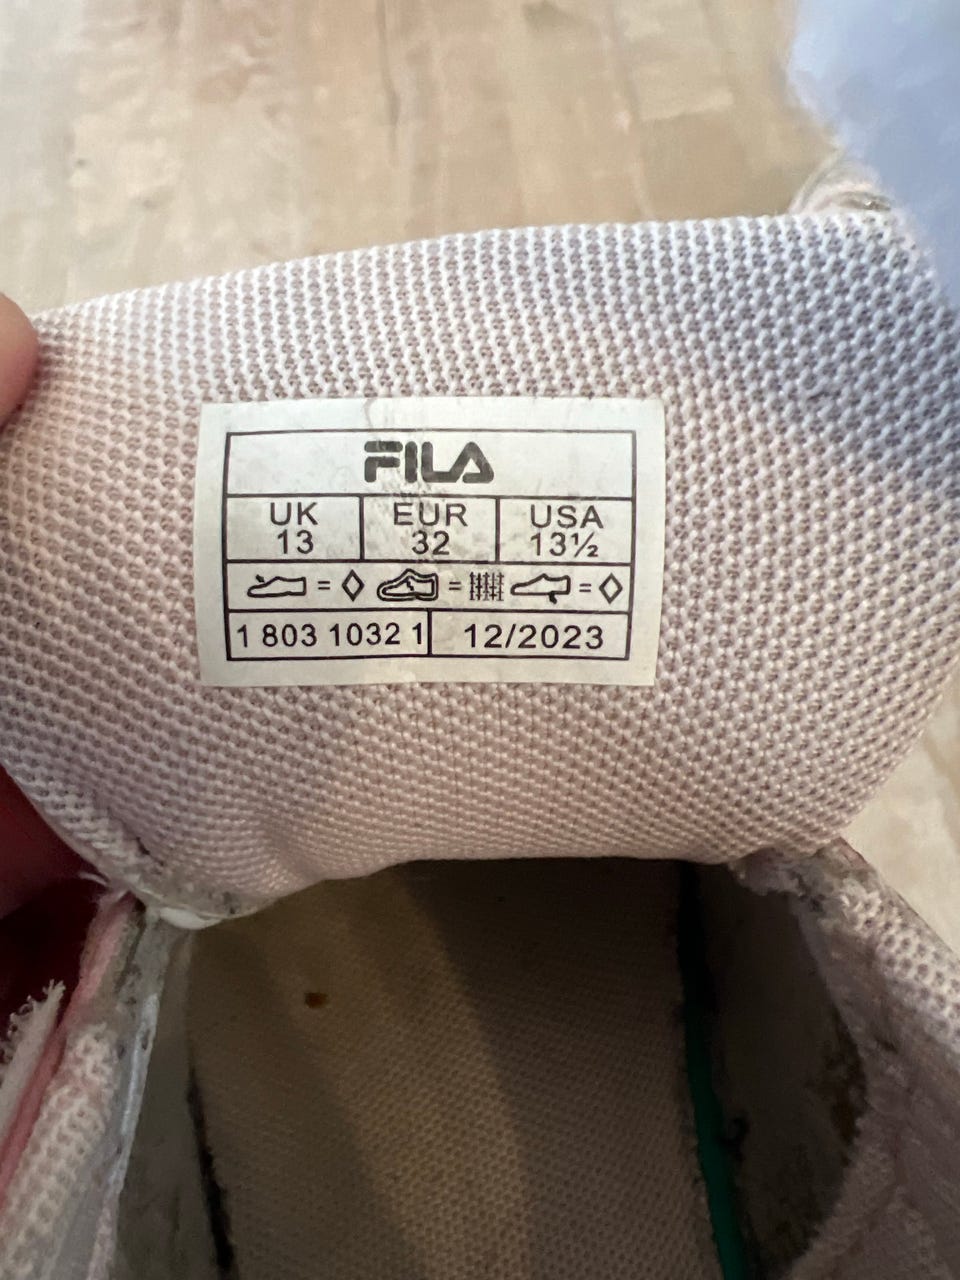 FILA
UK EUR USA
13 32 13½
= = =
1 803 1032 1 12/2023